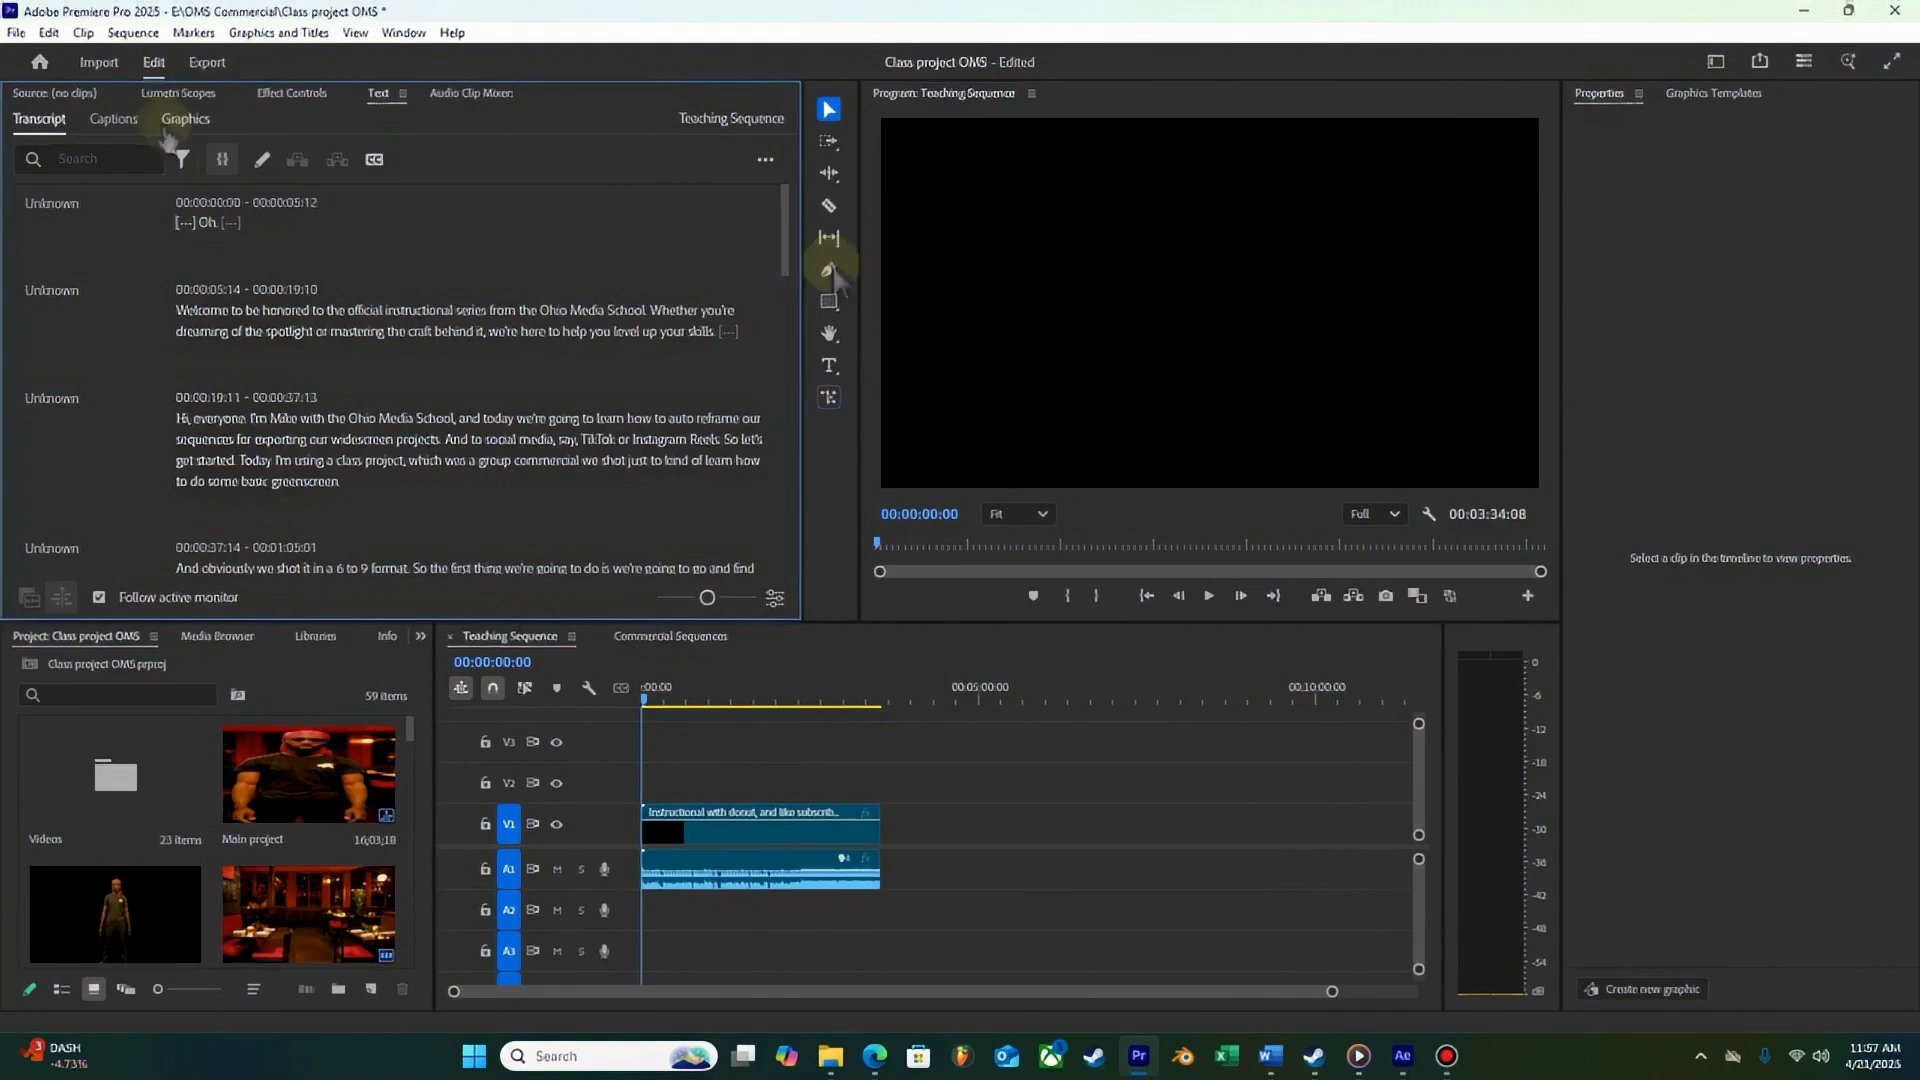 Adobe Premiere Pro 2025 - E:\OMS Commercial\Class project OMS *
File Edit Clip Sequence Markers Graphics and Titles View Window Help
Import Edit Export
Class project OMS - Edited
Source: (no clips) Lumetri Scopes Effect Controls Text Audio Clip Mixer:
Program: Teaching Sequence
Properties Graphics Templates
Transcript Captions Graphics
Teaching Sequence
Search
Unknown
00:00:00:00 - 00:00:05:12
[...] Oh. [...]
Unknown
00:00:05:14 - 00:00:19:10
Welcome to be honored to the official instructional series from the Ohio Media School. Whether you're
dreaming of the spotlight or mastering the craft behind it, we're here to help you level up your skills. [...]
Unknown
00:00:19:11 - 00:00:37:13
Hi, everyone. I'm Mike with the Ohio Media School, and today we're going to learn how to auto reframe our
sequences for exporting our widescreen projects. And to social media, say, TikTok or Instagram Reels. So let's
get started. Today I'm using a class project, which was a group commercial we shot just to kind of learn how
to do some basic greenscreen.
Unknown
00:00:37:14 - 00:01:05:01
And obviously we shot it in a 6 to 9 format. So the first thing we're going to do is we're going to go and find
Follow active monitor
00:00:00:00 Fit Full 00:03:34:08
Select a clip in the timeline to view properties.
Create new graphic
Project: Class project OMS Media Browser Libraries Info
Class project OMS.prproj
59 items
Videos 23 items
Main project 16;03;18
Teaching Sequence Commercial Sequences
00:00:00:00
:00:00 00:05:00:00 00:10:00:00
V3
V2
V1
Instructional with donut, and like subscrib... fx
A1 M S fx
A2 M S
A3 M S
0
-6
-12
-18
-24
-30
-36
-42
-48
-54
dB
DASH
-4.73%
Search
Pr
Ae
11:57 AM
4/21/2025